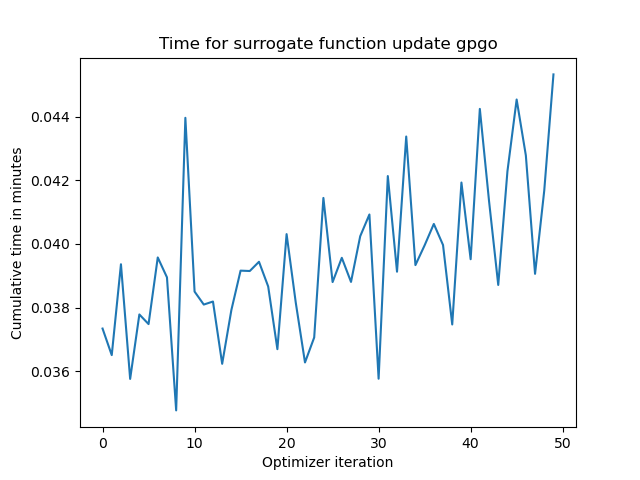 Time for surrogate function update gpgo
0.044
0.042
0.040
0.038
0.036
Cumulative time in minutes
0 10 20 30 40 50
Optimizer iteration